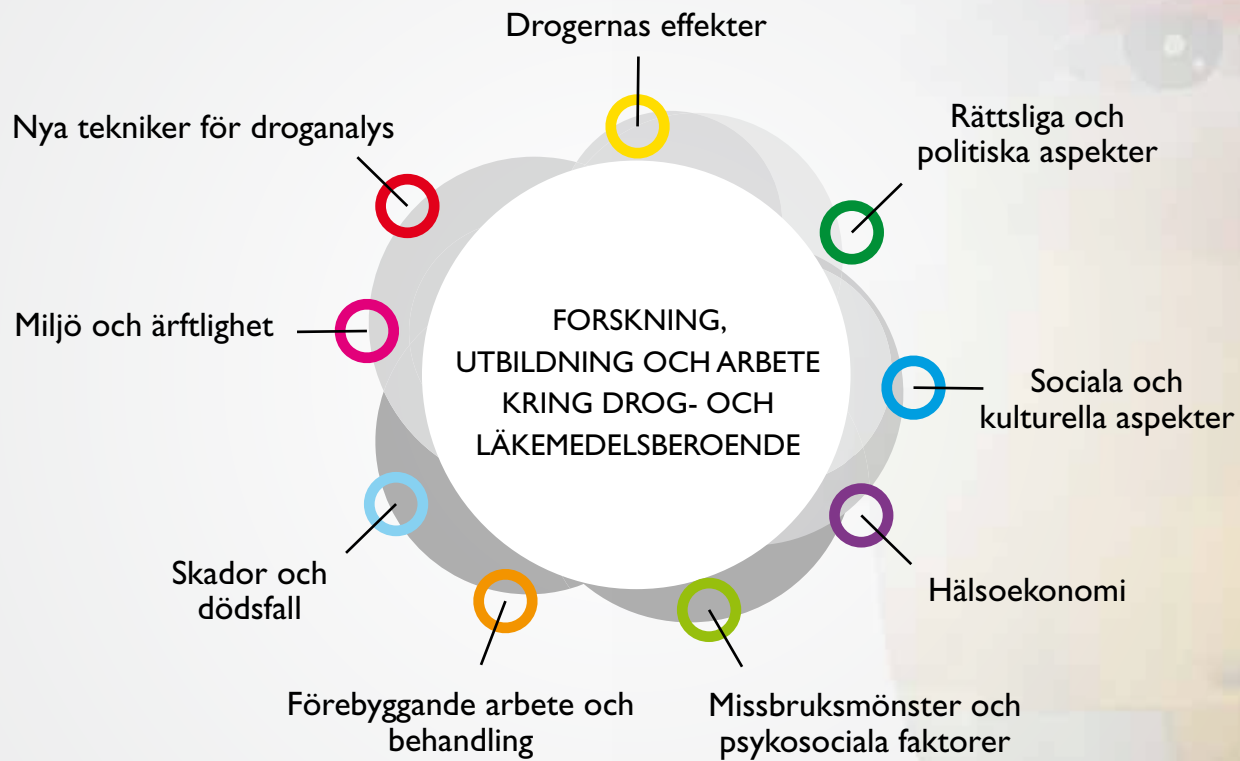 Drogernas effekter
Nya tekniker för droganalys
Rättsliga och
politiska aspekter
Miljö och ärftlighet
FORSKNING,
UTBILDNING OCH ARBETE
KRING DROG- OCH
LÄKEMEDELSBEROENDE
Sociala och
kulturella aspekter
Skador och
dödsfall
Hälsoekonomi
Förebyggande arbete och
behandling
Missbruksmönster och
psykosociala faktorer